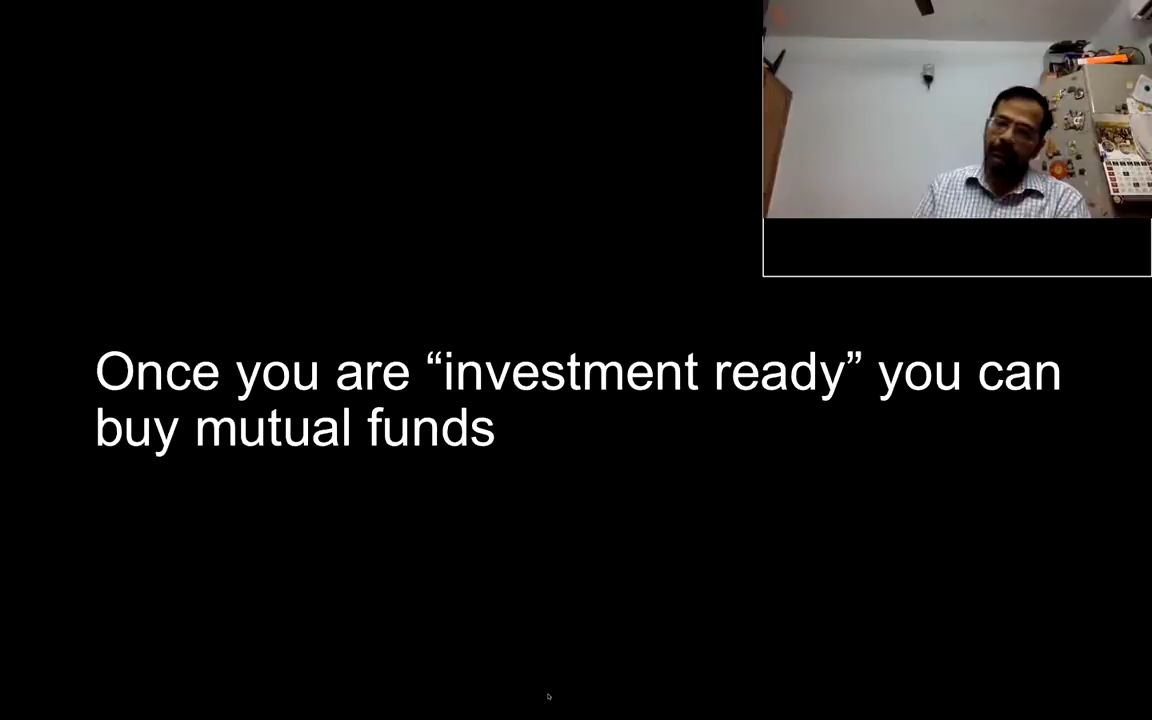 Once you are “investment ready” you can
buy mutual funds